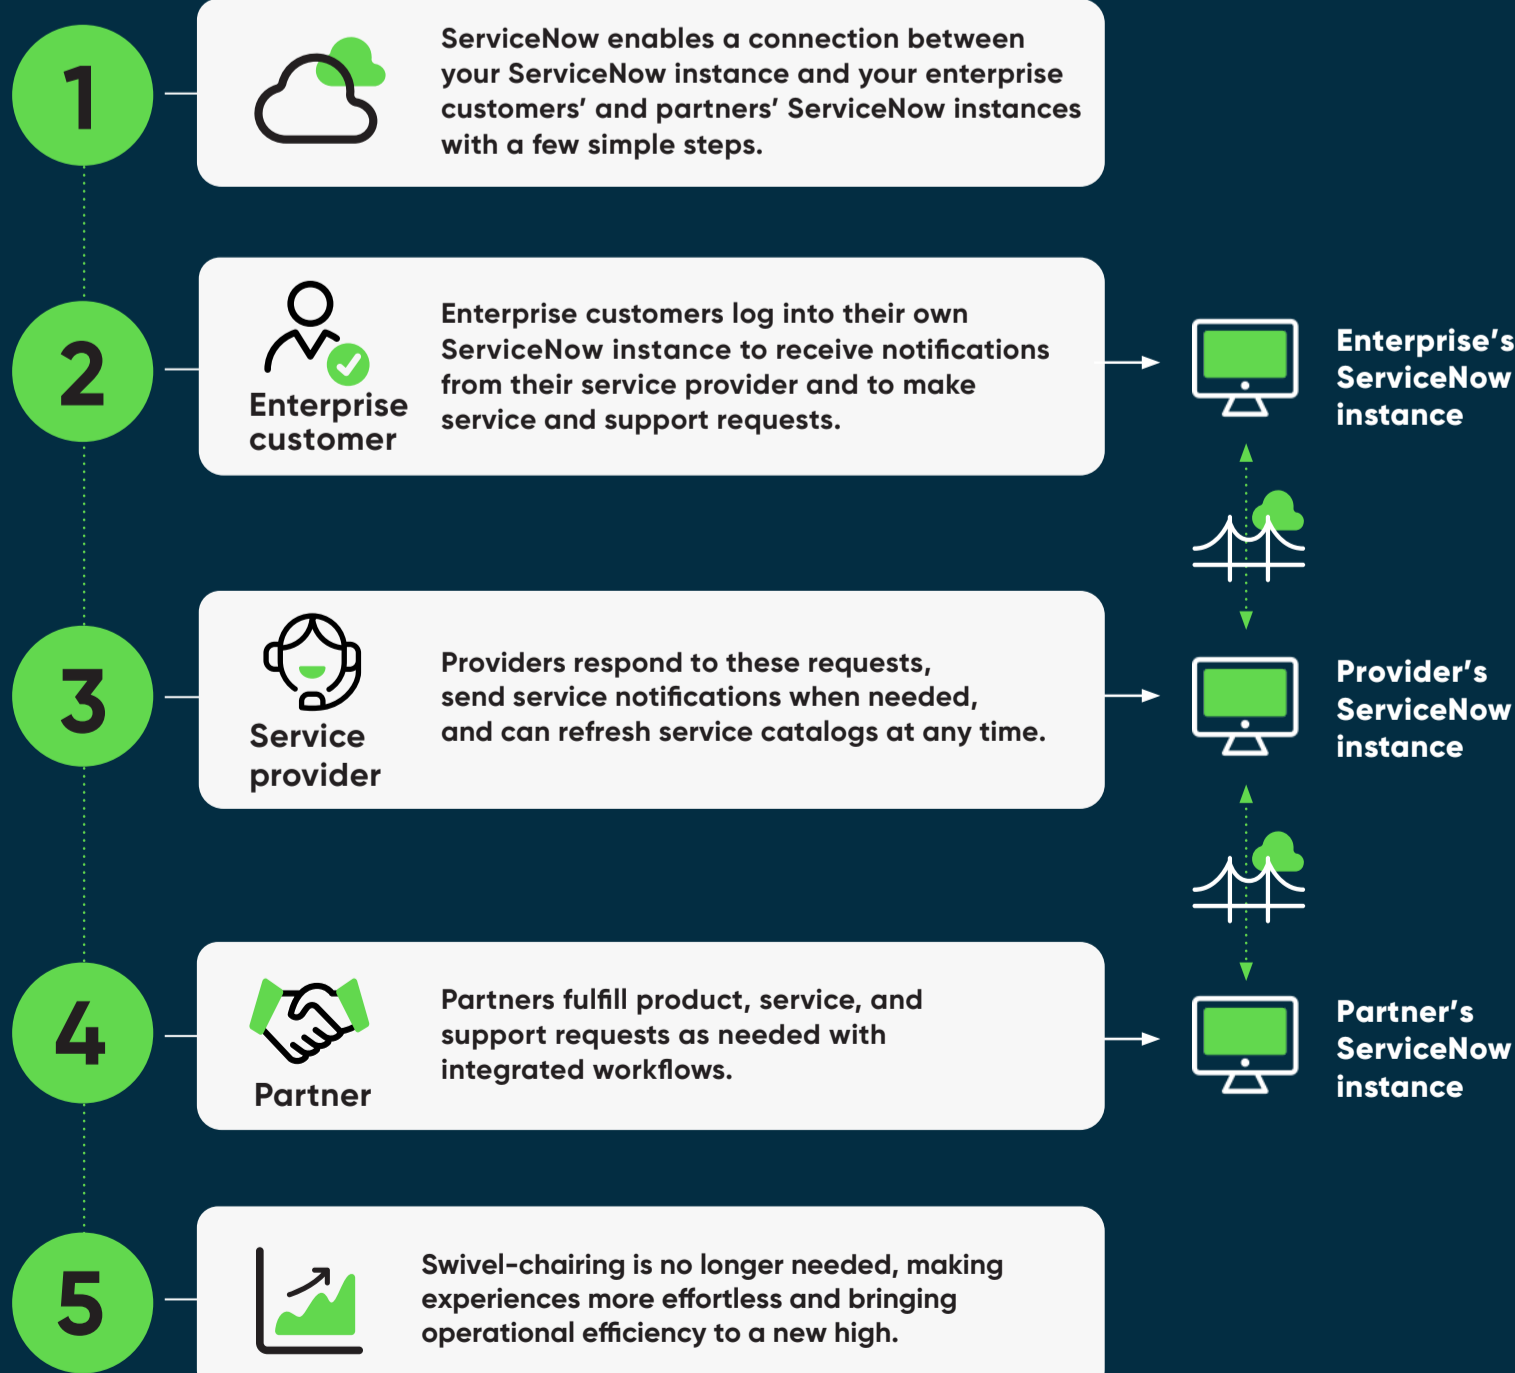 1
ServiceNow enables a connection between
your ServiceNow instance and your enterprise
customers’ and partners’ ServiceNow instances
with a few simple steps.
2
Enterprise
customer
Enterprise customers log into their own
ServiceNow instance to receive notifications
from their service provider and to make
service and support requests.
Enterprise’s
ServiceNow
instance
3
Service
provider
Providers respond to these requests,
send service notifications when needed,
and can refresh service catalogs at any time.
Provider’s
ServiceNow
instance
4
Partner
Partners fulfill product, service, and
support requests as needed with
integrated workflows.
Partner’s
ServiceNow
instance
5
Swivel-chairing is no longer needed, making
experiences more effortless and bringing
operational efficiency to a new high.